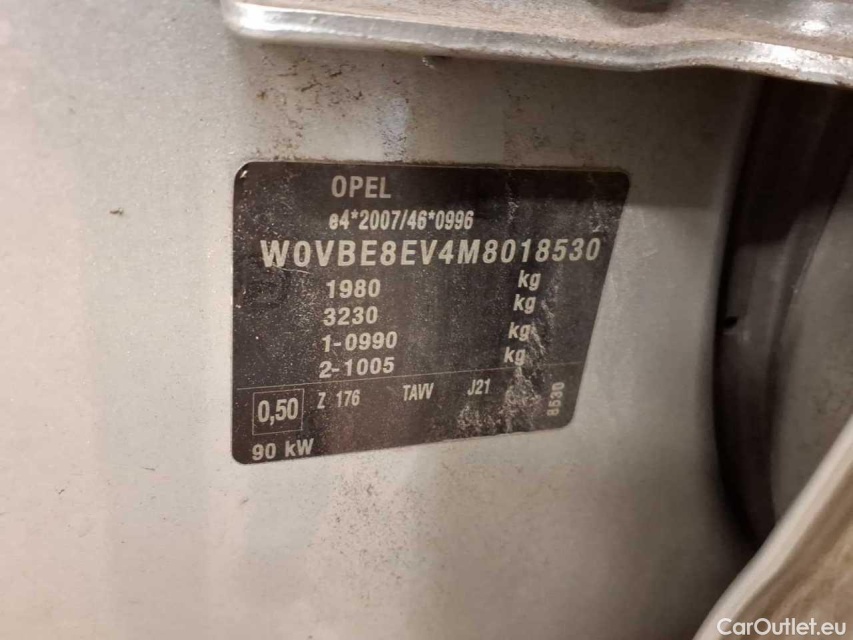 OPEL
e4*2007/46*0996
W0VBE8EV4M8018530
1980 kg
3230 kg
1-0990 kg
2-1005 kg
0,50 Z 176 TAVV J21 8530
90 kW
CarOutlet.eu